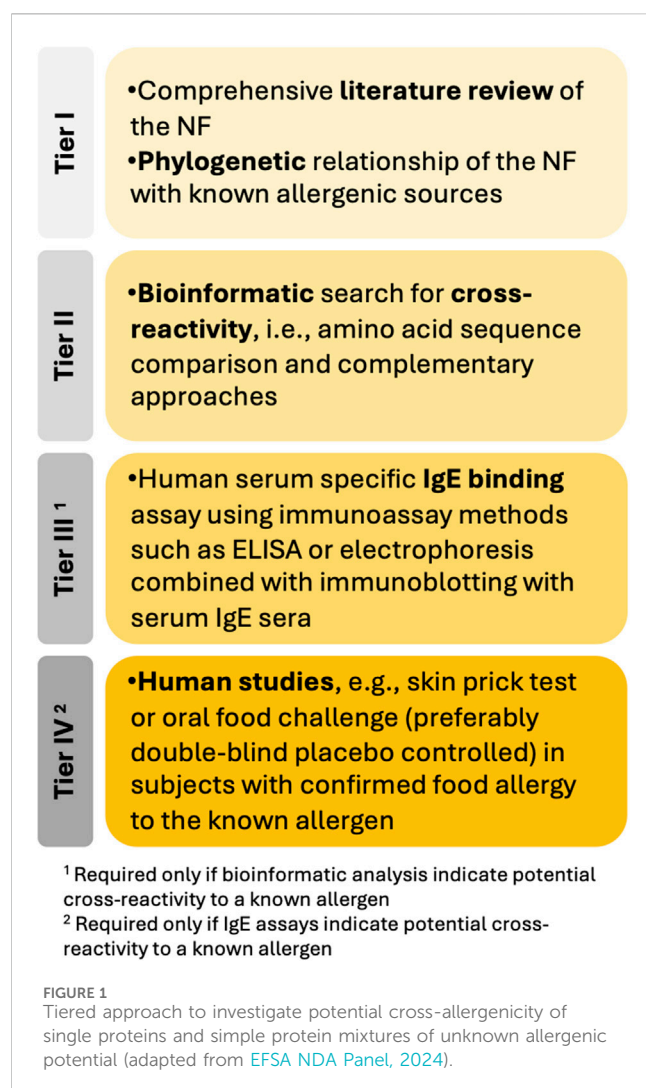 Tier I
•Comprehensive literature review of
the NF
•Phylogenetic relationship of the NF
with known allergenic sources
Tier II
•Bioinformatic search for cross-
reactivity, i.e., amino acid sequence
comparison and complementary
approaches
Tier III ¹
•Human serum specific IgE binding
assay using immunoassay methods
such as ELISA or electrophoresis
combined with immunoblotting with
serum IgE sera
Tier IV ²
•Human studies, e.g., skin prick test
or oral food challenge (preferably
double-blind placebo controlled) in
subjects with confirmed food allergy
to the known allergen
¹ Required only if bioinformatic analysis indicate potential
cross-reactivity to a known allergen
² Required only if IgE assays indicate potential cross-
reactivity to a known allergen
FIGURE 1
Tiered approach to investigate potential cross-allergenicity of
single proteins and simple protein mixtures of unknown allergenic
potential (adapted from EFSA NDA Panel, 2024).